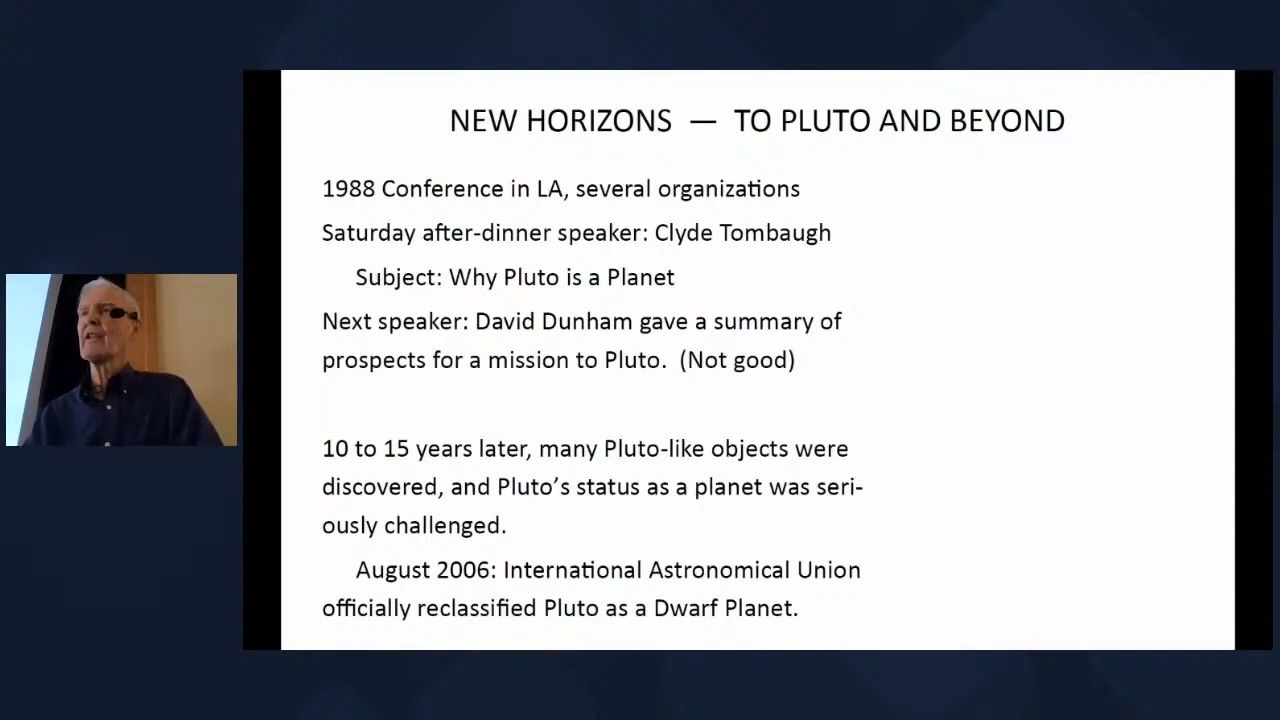 NEW HORIZONS — TO PLUTO AND BEYOND
1988 Conference in LA, several organizations
Saturday after-dinner speaker: Clyde Tombaugh
Subject: Why Pluto is a Planet
Next speaker: David Dunham gave a summary of
prospects for a mission to Pluto. (Not good)
10 to 15 years later, many Pluto-like objects were
discovered, and Pluto’s status as a planet was seri-
ously challenged.
August 2006: International Astronomical Union
officially reclassified Pluto as a Dwarf Planet.